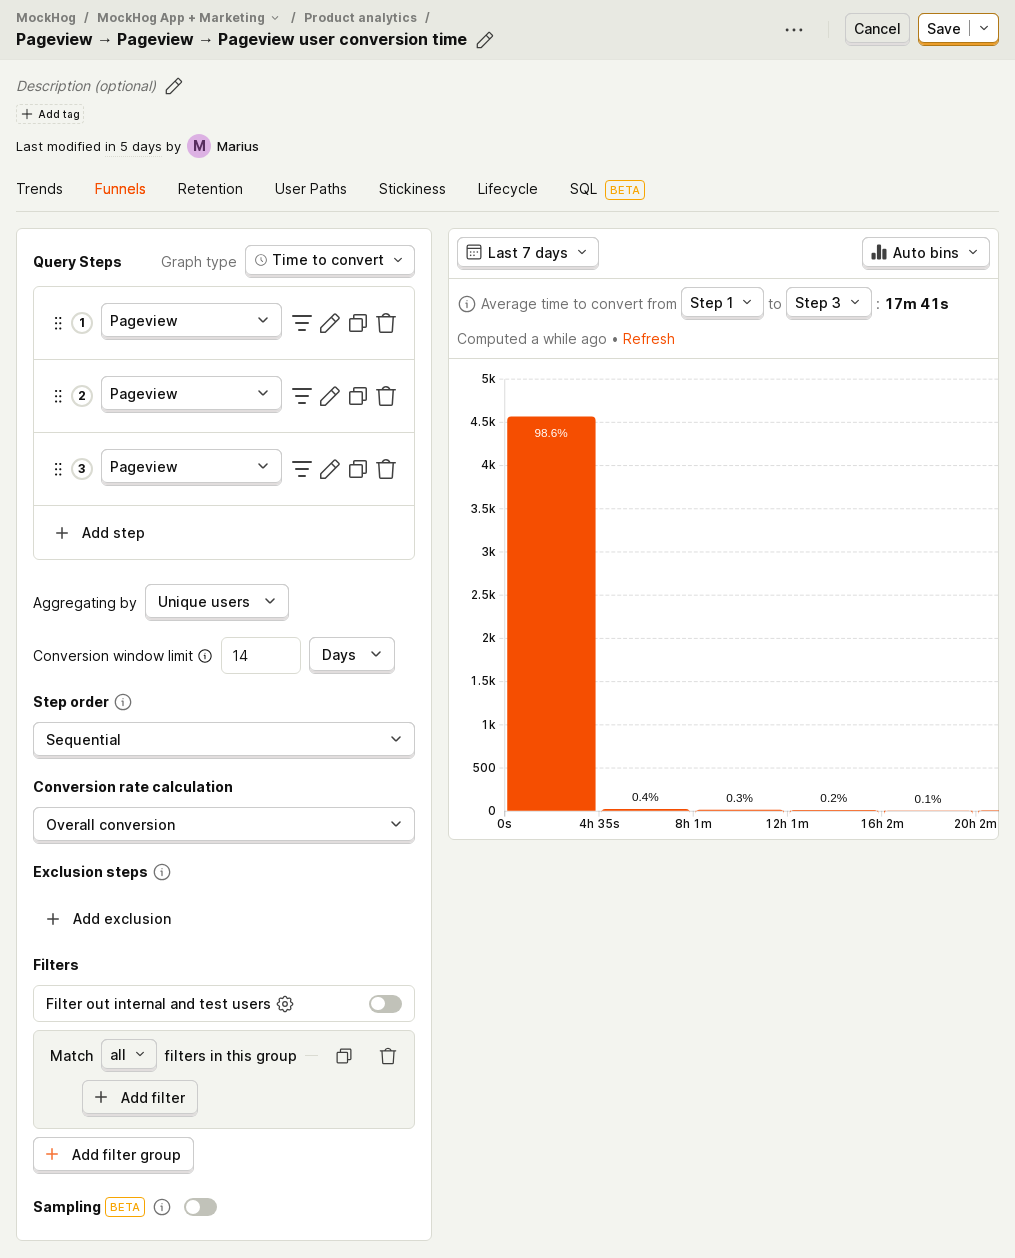 MockHog / MockHog App + Marketing / Product analytics /
Pageview → Pageview → Pageview user conversion time
Cancel
Save
Description (optional)
Add tag
Last modified in 5 days by M Marius
Trends Funnels Retention User Paths Stickiness Lifecycle SQL BETA
Query Steps
Graph type Time to convert
1 Pageview
2 Pageview
3 Pageview
Add step
Aggregating by Unique users
Conversion window limit 14 Days
Step order
Sequential
Conversion rate calculation
Overall conversion
Exclusion steps
Add exclusion
Filters
Filter out internal and test users
Match all filters in this group
Add filter
Add filter group
Sampling BETA
Last 7 days
Auto bins
Average time to convert from Step 1 to Step 3 : 17m 41s
Computed a while ago • Refresh
5k
4.5k
98.6%
4k
3.5k
3k
2.5k
2k
1.5k
1k
500
0.4% 0.3% 0.2% 0.1%
0
0s 4h 35s 8h 1m 12h 1m 16h 2m 20h 2m